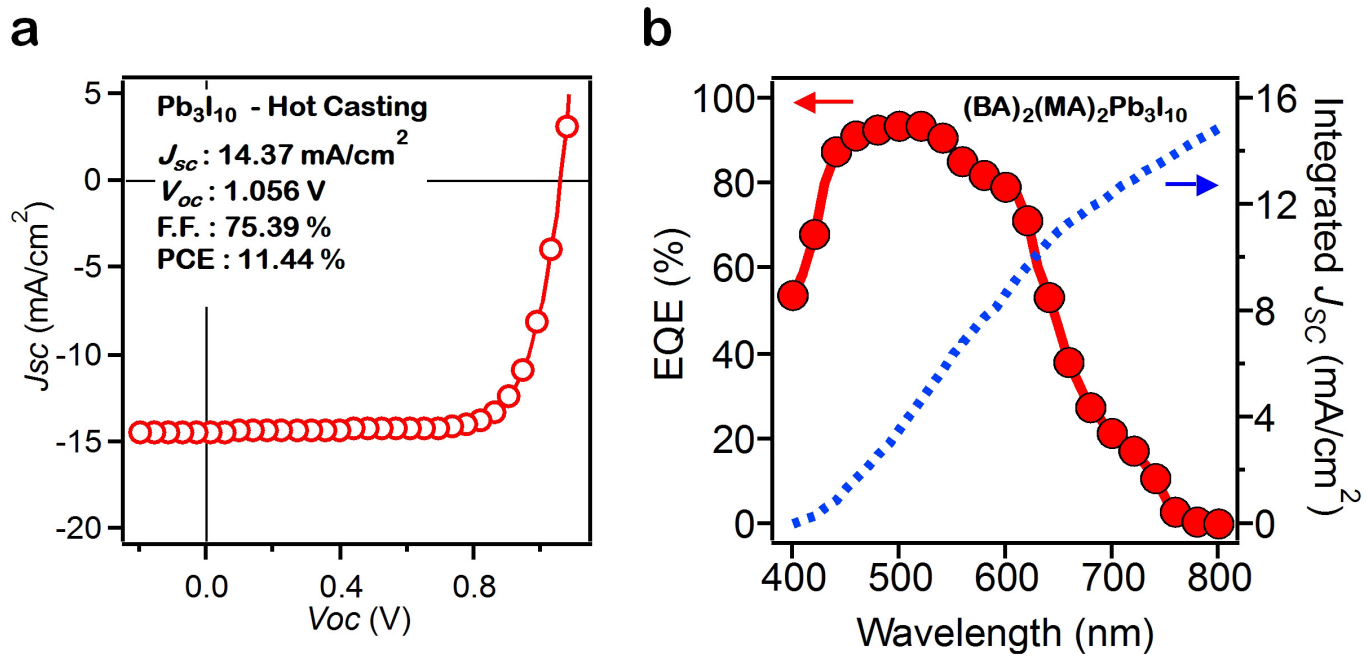 a
Pb₃I₁₀ - Hot Casting
Jsc : 14.37 mA/cm²
Voc : 1.056 V
F.F. : 75.39 %
PCE : 11.44 %
5
0
-5
-10
-15
-20
Jsc (mA/cm²)
0.0 0.4 0.8
Voc (V)
b
(BA)₂(MA)₂Pb₃I₁₀
100
80
60
40
20
0
EQE (%)
16
12
8
4
0
Integrated JSC (mA/cm²)
400 500 600 700 800
Wavelength (nm)